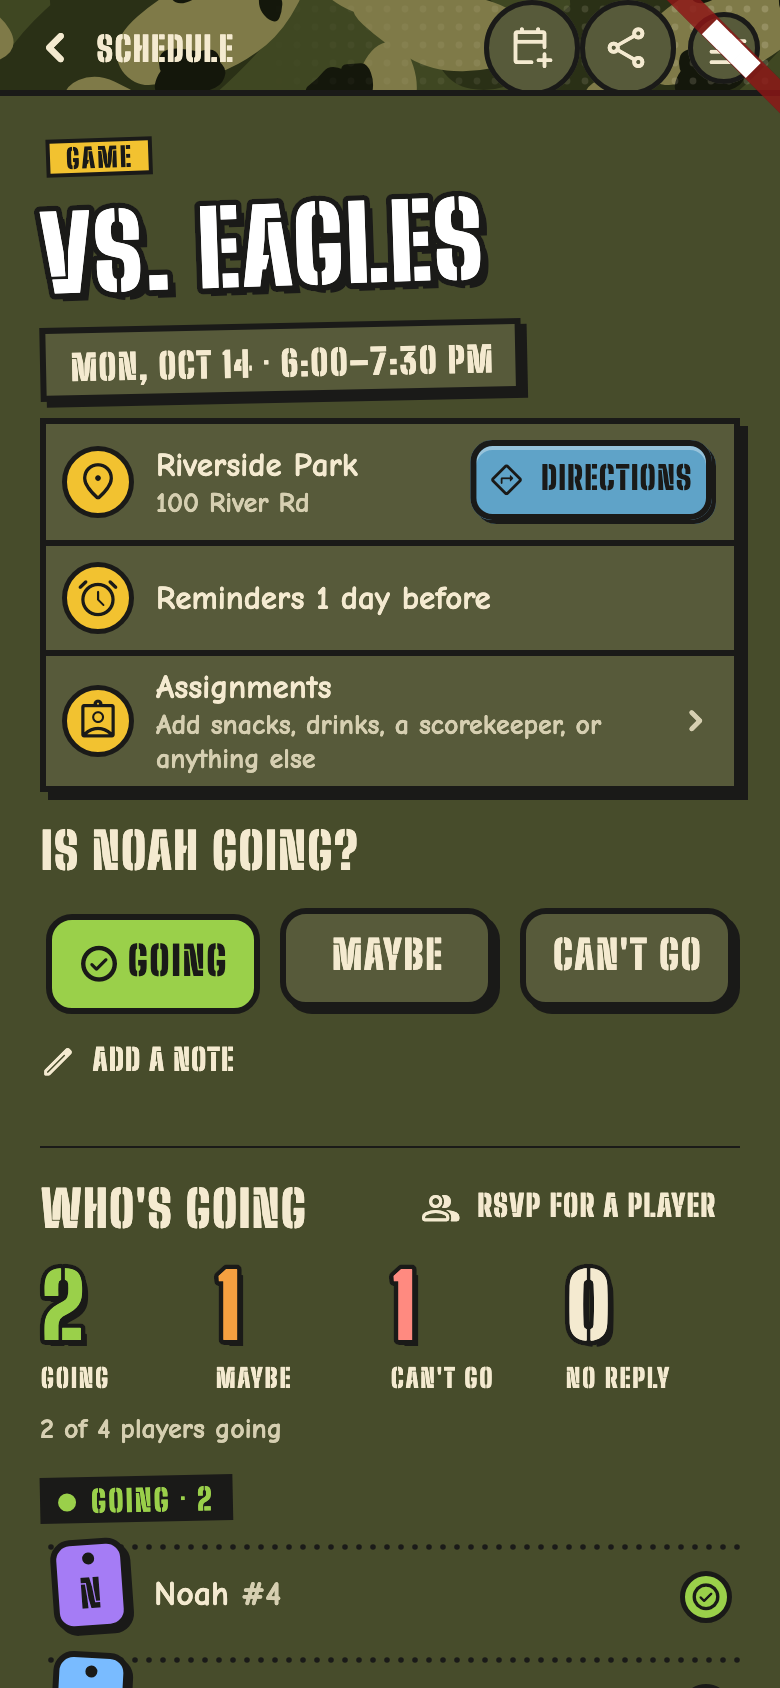 SCHEDULE
GAME
VS. EAGLES
MON, OCT 14 · 6:00–7:30 PM
Riverside Park
100 River Rd
DIRECTIONS
Reminders 1 day before
Assignments
Add snacks, drinks, a scorekeeper, or
anything else
IS NOAH GOING?
GOING
MAYBE
CAN'T GO
ADD A NOTE
WHO'S GOING
RSVP FOR A PLAYER
2
1
1
0
GOING
MAYBE
CAN'T GO
NO REPLY
2 of 4 players going
GOING · 2
N
Noah #4